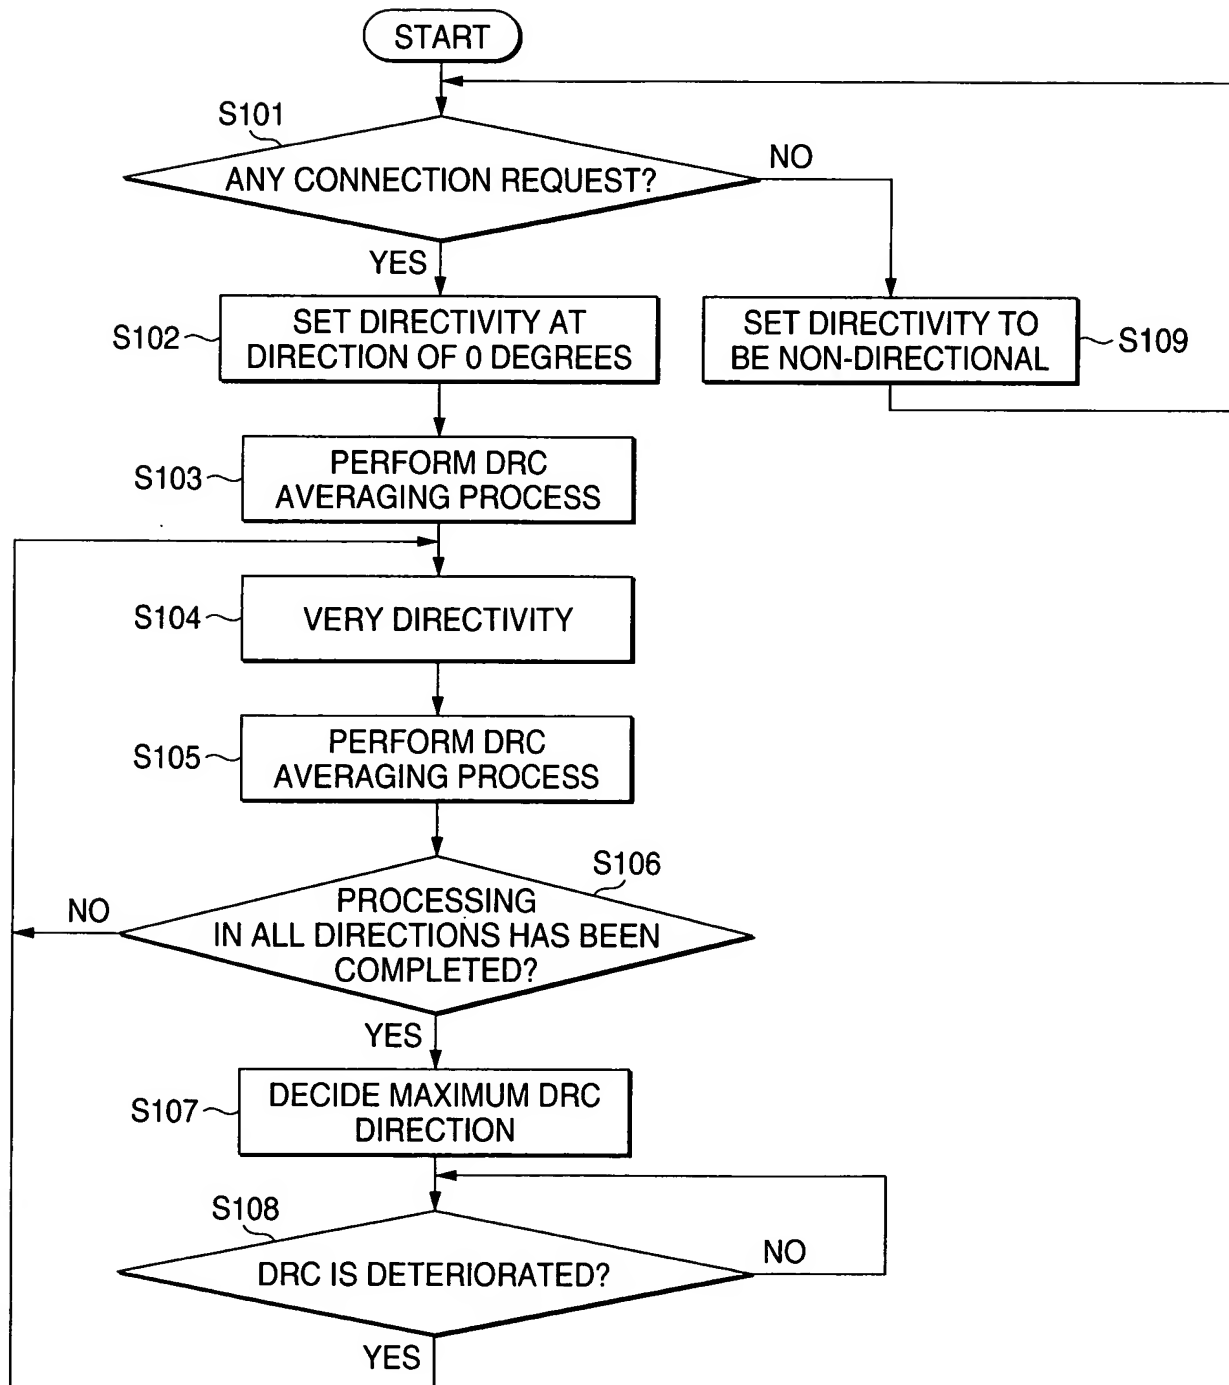 START
S101
ANY CONNECTION REQUEST?
NO
YES
S102
SET DIRECTIVITY AT
DIRECTION OF 0 DEGREES
SET DIRECTIVITY TO
BE NON-DIRECTIONAL
S109
S103
PERFORM DRC
AVERAGING PROCESS
S104
VERY DIRECTIVITY
S105
PERFORM DRC
AVERAGING PROCESS
S106
NO
PROCESSING
IN ALL DIRECTIONS HAS BEEN
COMPLETED?
YES
S107
DECIDE MAXIMUM DRC
DIRECTION
S108
DRC IS DETERIORATED?
NO
YES